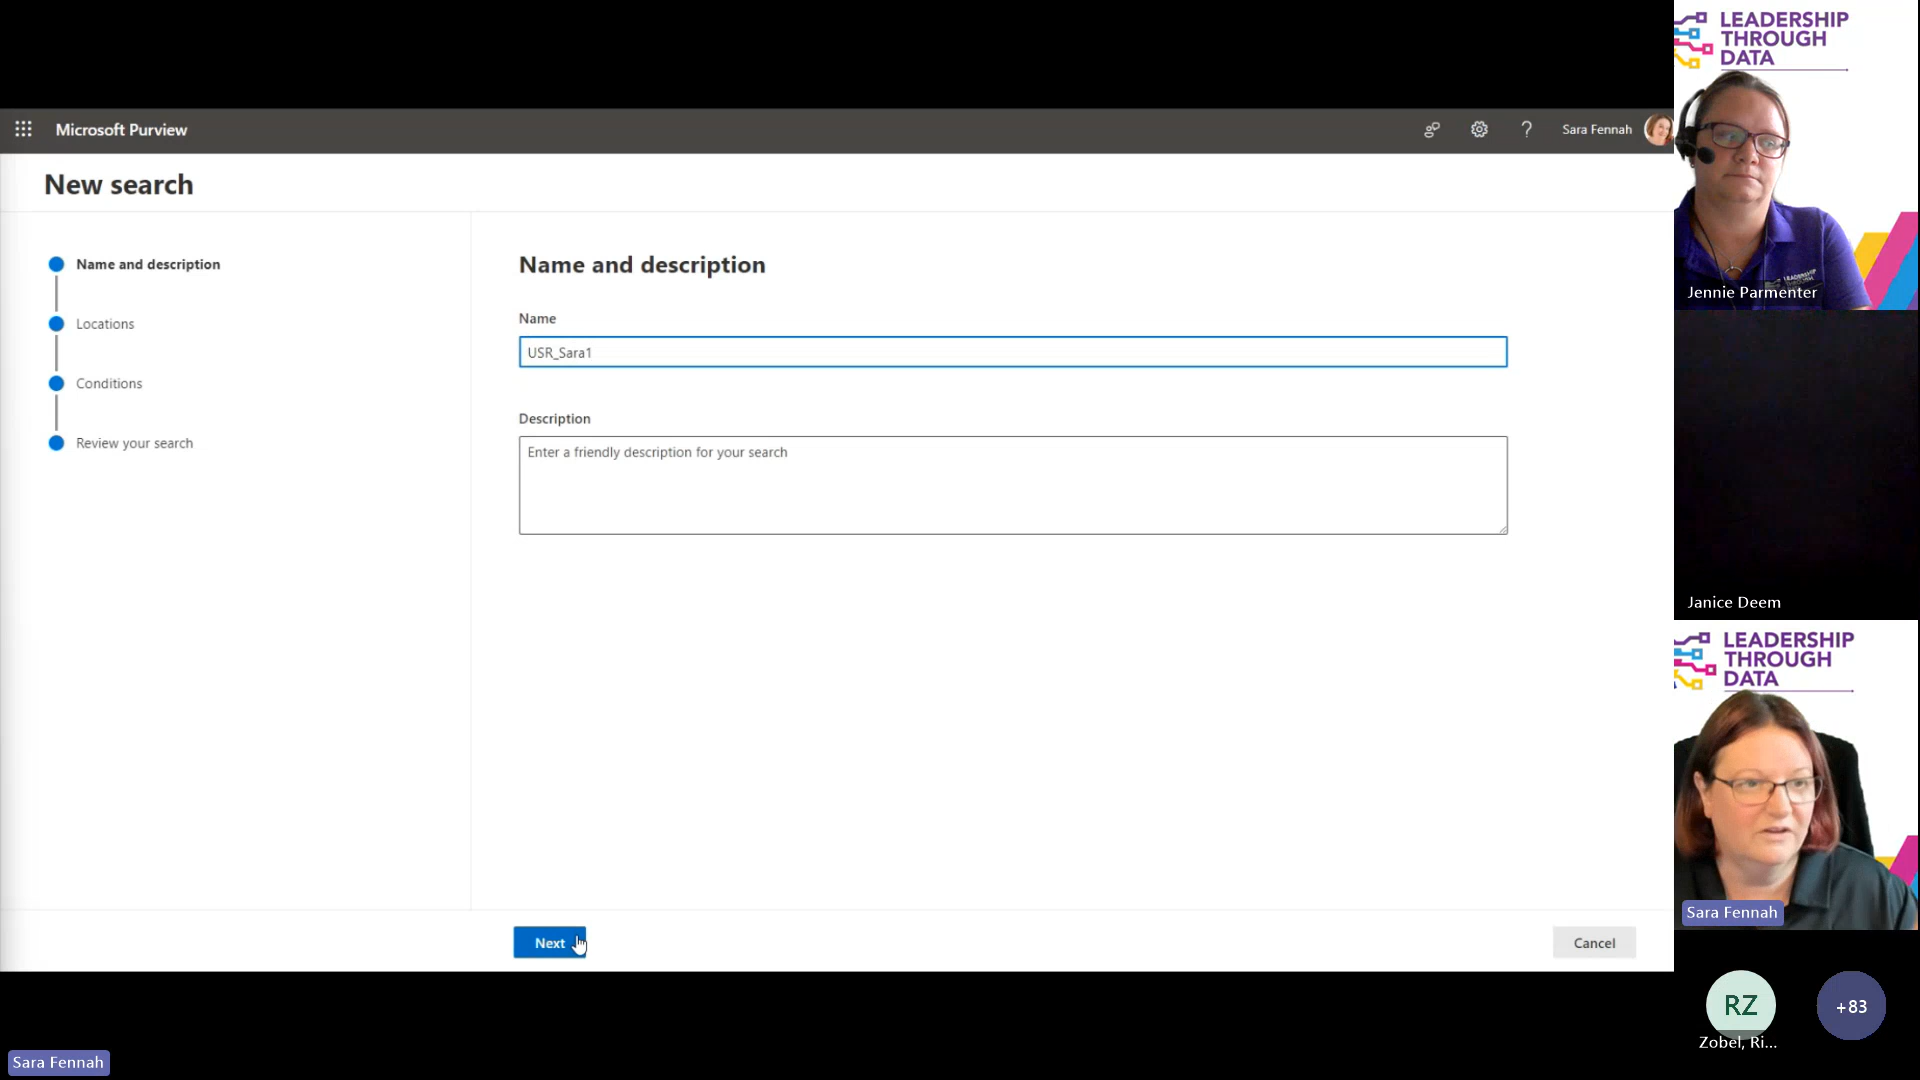 Microsoft Purview
Sara Fennah
New search
Name and description
Locations
Conditions
Review your search
Name and description
Name
USR_Sara1
Description
Enter a friendly description for your search
Next
Cancel
LEADERSHIP
THROUGH
DATA
Jennie Parmenter
Janice Deem
LEADERSHIP
THROUGH
DATA
Sara Fennah
RZ
+83
Zobel, Ri...
Sara Fennah